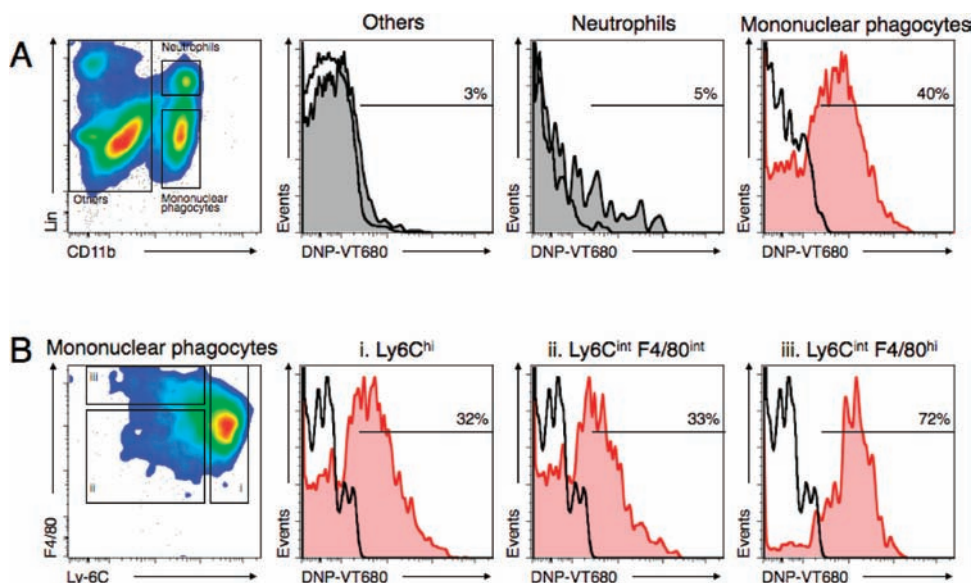 A
Others
Neutrophils
Mononuclear phagocytes
Neutrophils
Others
Mononuclear
phagocytes
Lin
CD11b
3%
Events
DNP-VT680
5%
Events
DNP-VT680
40%
Events
DNP-VT680
B
Mononuclear phagocytes
i. Ly6Chi
ii. Ly6Cint F4/80int
iii. Ly6Cint F4/80hi
iii
ii
i
F4/80
Ly-6C
32%
Events
DNP-VT680
33%
Events
DNP-VT680
72%
Events
DNP-VT680